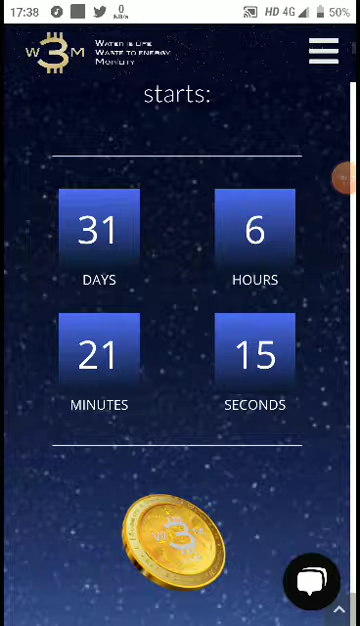 17:38
0
HD 4G 50%
W3M
Water is life
Waste to energy
Mobility
starts:
31
6
DAYS
HOURS
21
15
MINUTES
SECONDS